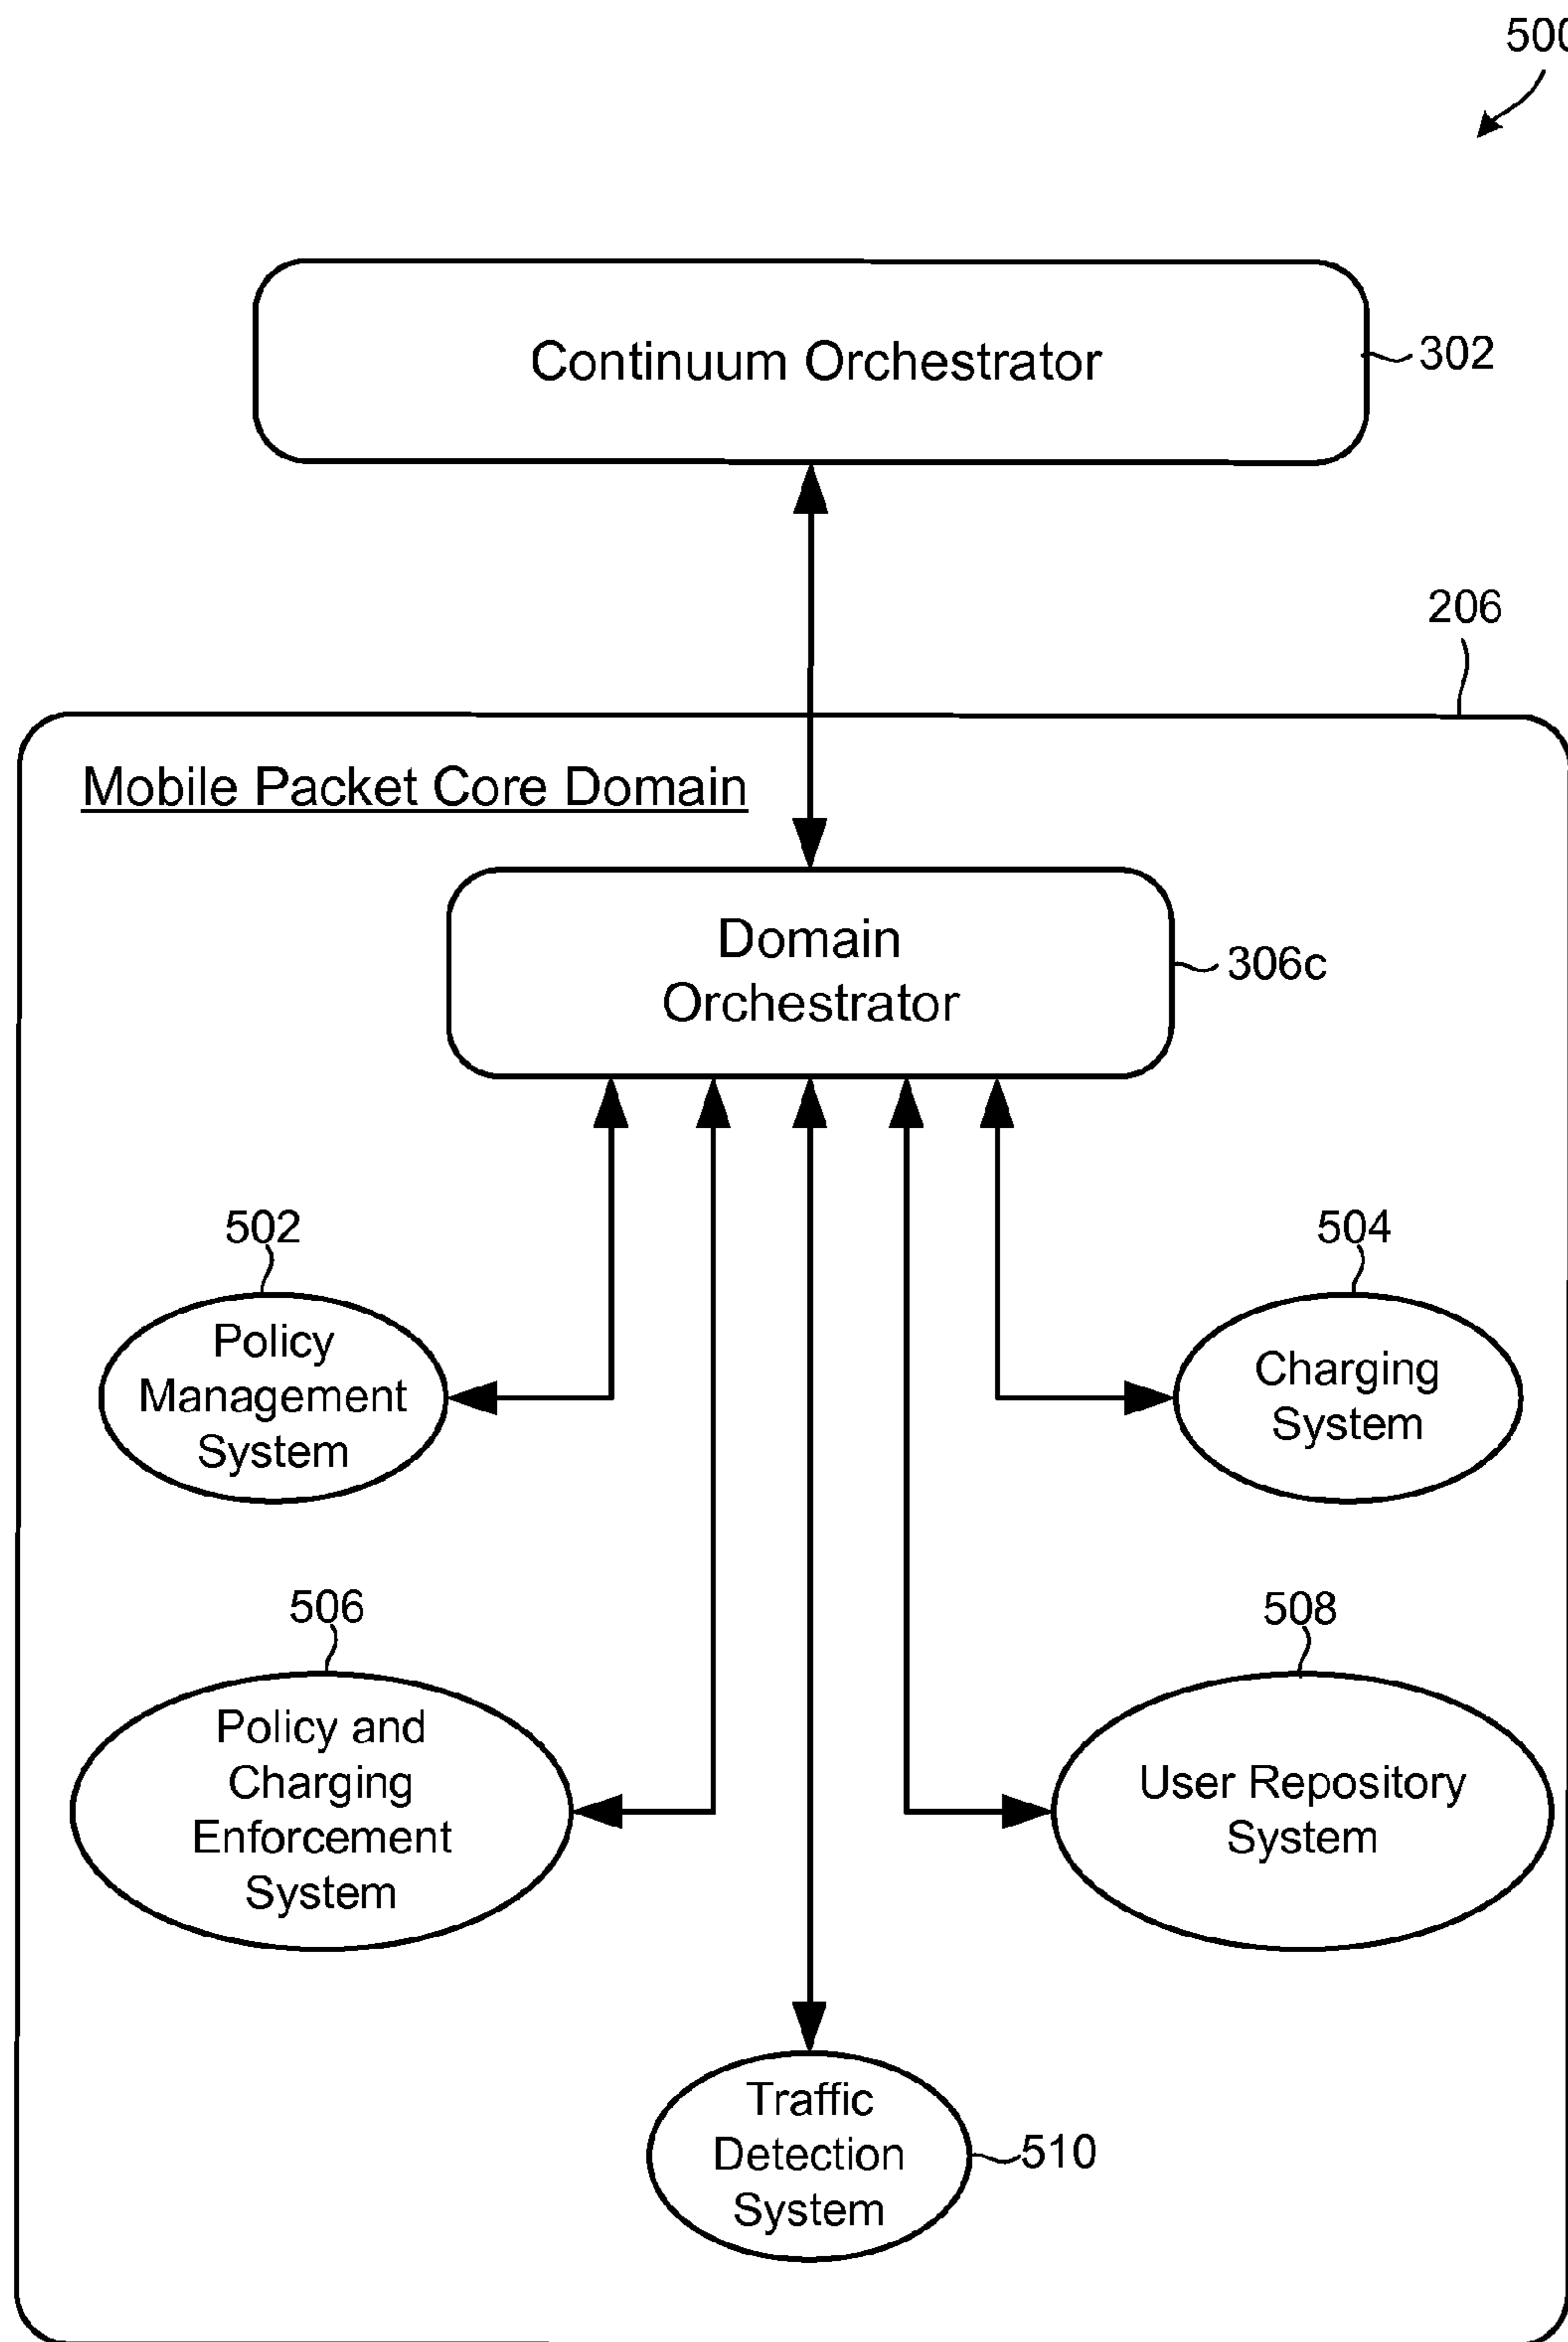 500
Continuum Orchestrator
302
206
Mobile Packet Core Domain
Domain
Orchestrator
306c
502
Policy
Management
System
504
Charging
System
506
Policy and
Charging
Enforcement
System
508
User Repository
System
Traffic
Detection
System
510